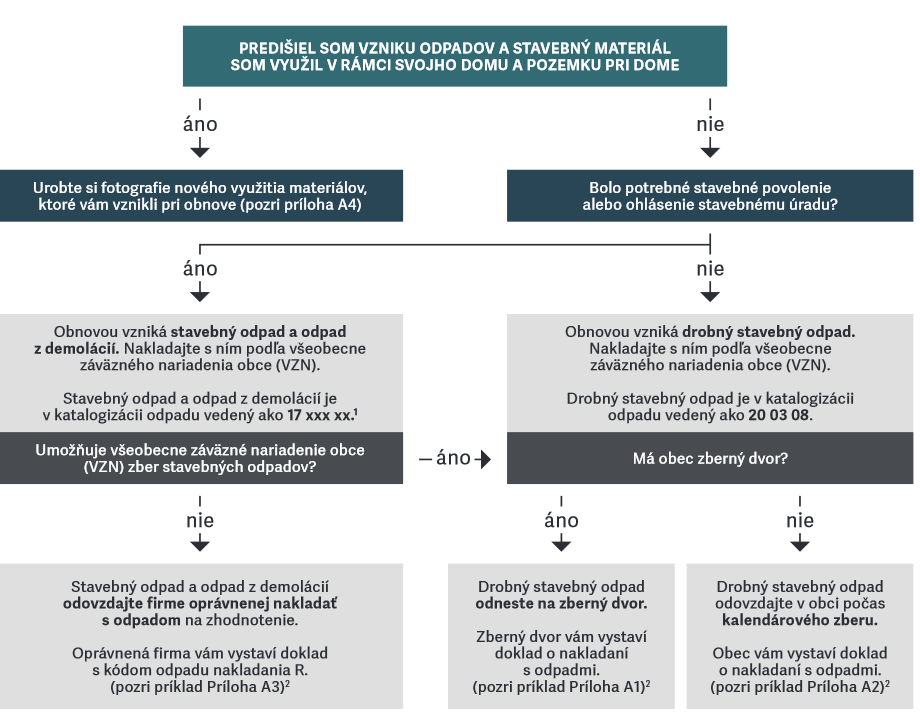 PREDIŠIEL SOM VZNIKU ODPADOV A STAVEBNÝ MATERIÁL
SOM VYUŽIL V RÁMCI SVOJHO DOMU A POZEMKU PRI DOME
áno
nie
Urobte si fotografie nového využitia materiálov,
ktoré vám vznikli pri obnove (pozri príloha A4)
Bolo potrebné stavebné povolenie
alebo ohlásenie stavebnému úradu?
áno
nie
Obnovou vzniká stavebný odpad a odpad
z demolácií. Nakladajte s ním podľa všeobecne
záväzného nariadenia obce (VZN).
Stavebný odpad a odpad z demolácií je
v katalogizácii odpadu vedený ako 17 xxx xx.¹
Obnovou vzniká drobný stavebný odpad.
Nakladajte s ním podľa všeobecne
záväzného nariadenia obce (VZN).
Drobný stavebný odpad je v katalogizácii
odpadu vedený ako 20 03 08.
Umožňuje všeobecne záväzné nariadenie obce
(VZN) zber stavebných odpadov?
áno
Má obec zberný dvor?
nie
áno
nie
Stavebný odpad a odpad z demolácií
odovzdajte firme oprávnenej nakladať
s odpadom na zhodnotenie.
Oprávnená firma vám vystaví doklad
s kódom odpadu nakladania R.
(pozri príklad Príloha A3)²
Drobný stavebný odpad
odneste na zberný dvor.
Zberný dvor vám vystaví
doklad o nakladaní
s odpadmi.
(pozri príklad Príloha A1)²
Drobný stavebný odpad
odovzdajte v obci počas
kalendárového zberu.
Obec vám vystaví doklad
o nakladaní s odpadmi.
(pozri príklad Príloha A2)²